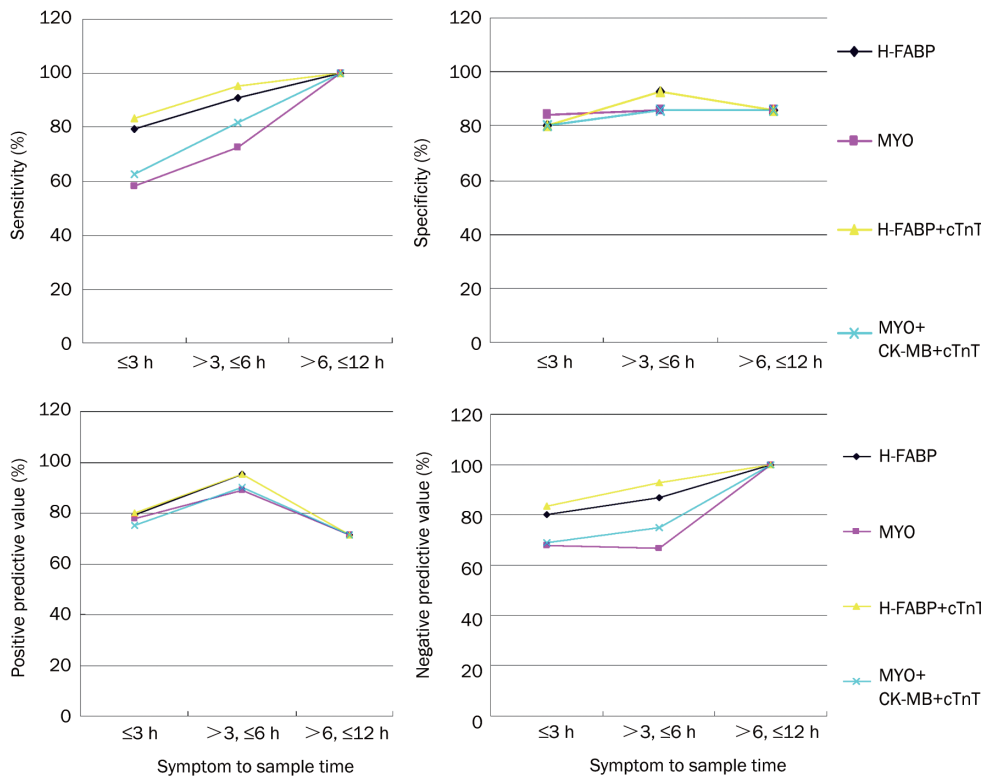 120
100
80
60
40
20
0
Sensitivity (%)
≤3 h
>3, ≤6 h
>6, ≤12 h
120
100
80
60
40
20
0
Specificity (%)
≤3 h
>3, ≤6 h
>6, ≤12 h
H-FABP
MYO
H-FABP+cTnT
MYO+
CK-MB+cTnT
120
100
80
60
40
20
0
Positive predictive value (%)
≤3 h
>3, ≤6 h
>6, ≤12 h
Symptom to sample time
120
100
80
60
40
20
0
Negative predictive value (%)
≤3 h
>3, ≤6 h
>6, ≤12 h
Symptom to sample time
H-FABP
MYO
H-FABP+cTnT
MYO+
CK-MB+cTnT